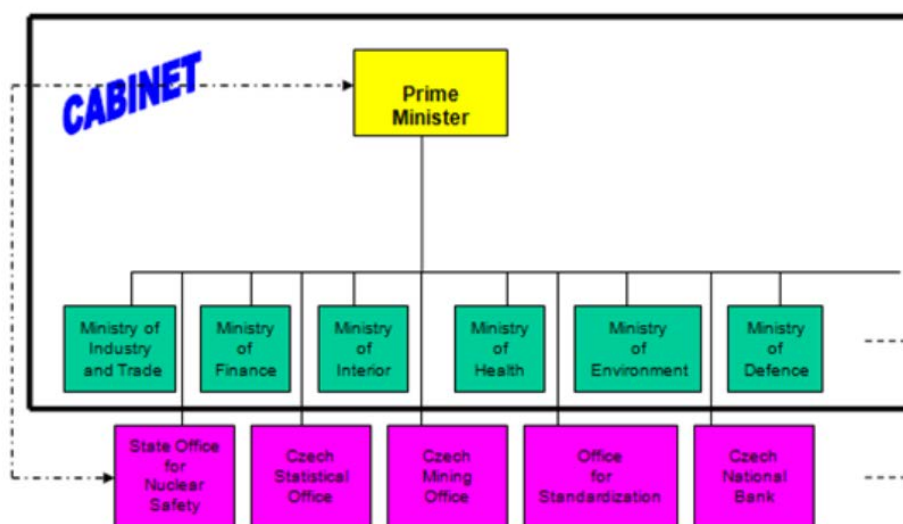 CABINET
Prime
Minister
Ministry of
Industry
and Trade
Ministry
of
Finance
Ministry
of
Interior
Ministry
of
Health
Ministry
of
Environment
Ministry
of
Defence
State Office
for
Nuclear
Safety
Czech
Statistical
Office
Czech
Mining
Office
Office
for
Standardization
Czech
National
Bank